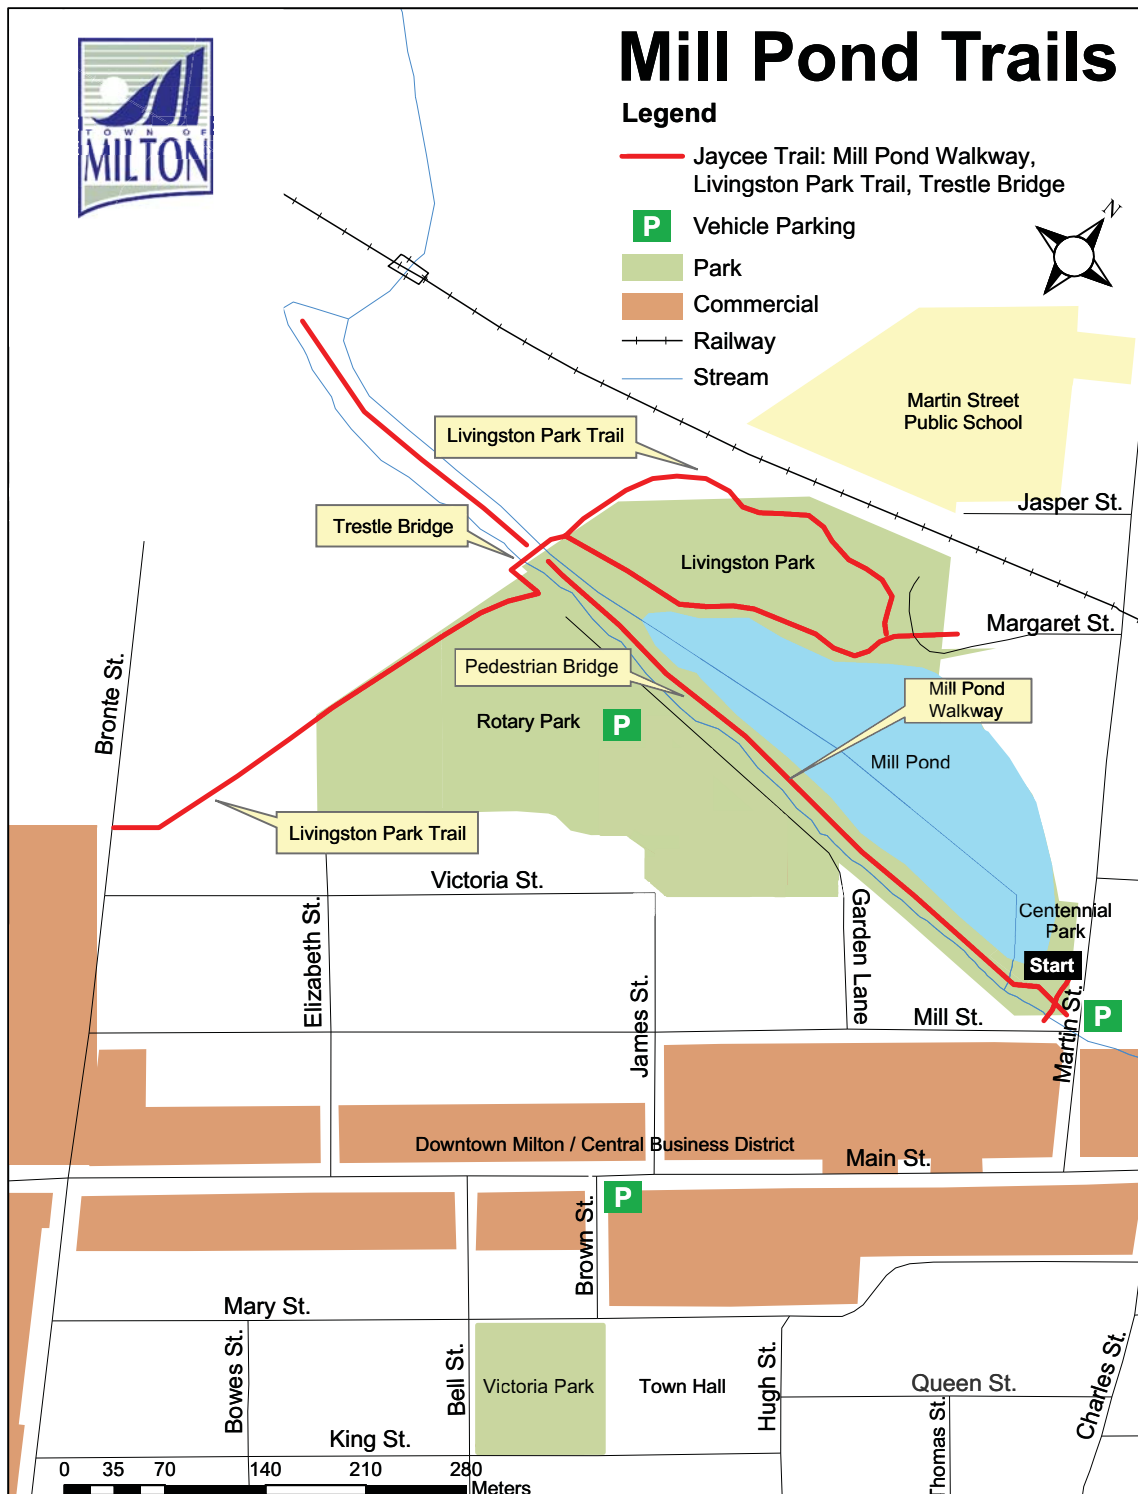 Mill Pond Trails
TOWN OF
MILTON
Legend
Jaycee Trail: Mill Pond Walkway,
Livingston Park Trail, Trestle Bridge
N
P
Vehicle Parking
Park
Commercial
Railway
Stream
Martin Street
Public School
Livingston Park Trail
Jasper St.
Trestle Bridge
Livingston Park
Margaret St.
Bronte St.
Pedestrian Bridge
Mill Pond
Walkway
Rotary Park
P
Mill Pond
Livingston Park Trail
Victoria St.
Elizabeth St.
James St.
Garden Lane
Centennial
Park
Start
Mill St.
Martin St.
P
Downtown Milton / Central Business District
Main St.
P
Brown St.
Mary St.
Bowes St.
Bell St.
Victoria Park
Town Hall
Hugh St.
Queen St.
Thomas St.
Charles St.
King St.
0 35 70 140 210 280
Meters